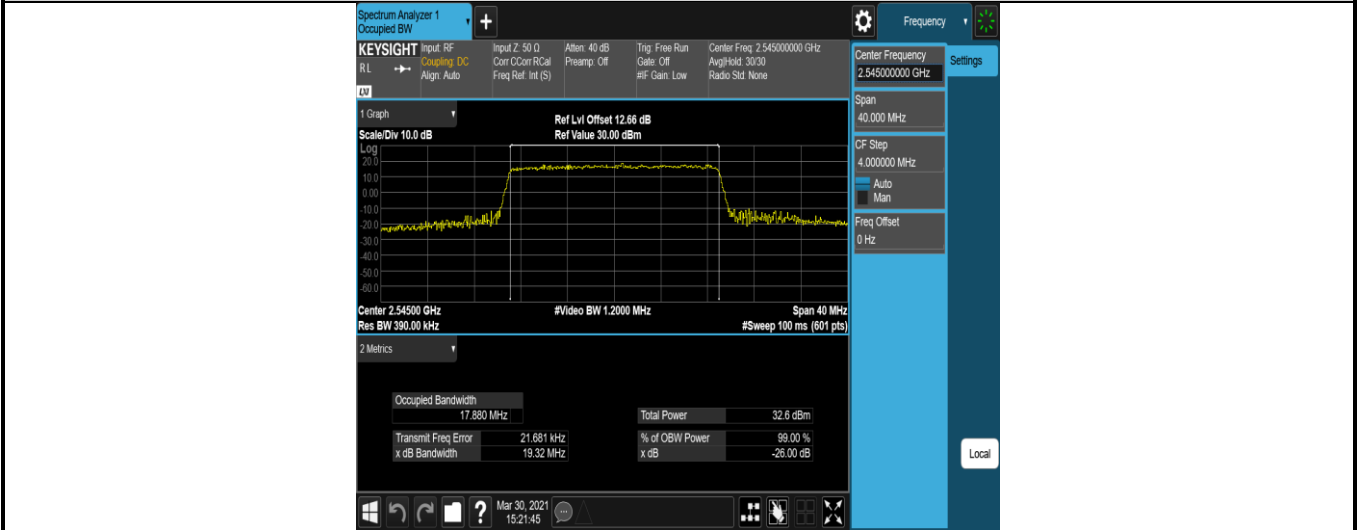 Spectrum Analyzer 1
Occupied BW
+
Frequency
KEYSIGHT
RL
Input: RF
Coupling: DC
Align: Auto
Input Z: 50 Ω
Corr CCorr RCal
Freq Ref: Int (S)
Atten: 40 dB
Preamp: Off
Trig: Free Run
Gate: Off
#IF Gain: Low
Center Freq: 2.545000000 GHz
Avg|Hold: 30/30
Radio Std: None
Center Frequency
2.545000000 GHz
Settings
Span
40.000 MHz
CF Step
4.000000 MHz
Auto
Man
Freq Offset
0 Hz
Local
1 Graph
Ref Lvl Offset 12.66 dB
Scale/Div 10.0 dB
Ref Value 30.00 dBm
Log
20.0
10.0
0.00
-10.0
-20.0
-30.0
-40.0
-50.0
-60.0
Center 2.54500 GHz
#Video BW 1.2000 MHz
Span 40 MHz
Res BW 390.00 kHz
#Sweep 100 ms (601 pts)
2 Metrics
Occupied Bandwidth
17.880 MHz
Total Power 32.6 dBm
Transmit Freq Error 21.681 kHz
% of OBW Power 99.00 %
x dB Bandwidth 19.32 MHz
x dB -26.00 dB
?
Mar 30, 2021
15:21:45